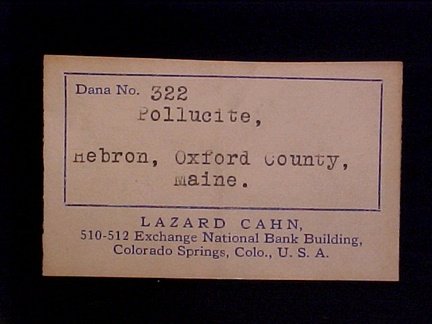 Dana No. 322
Pollucite,
Hebron, Oxford County,
Maine.
LAZARD CAHN,
510-512 Exchange National Bank Building,
Colorado Springs, Colo., U. S. A.